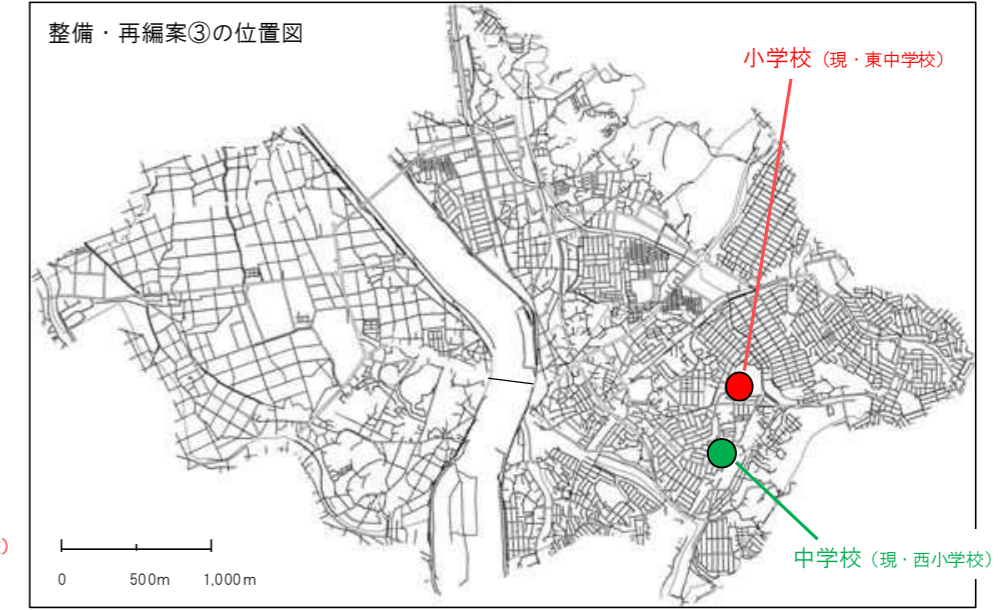 整備・再編案③の位置図
小学校（現・東中学校）
中学校（現・西小学校）
）
0 500m 1,000m